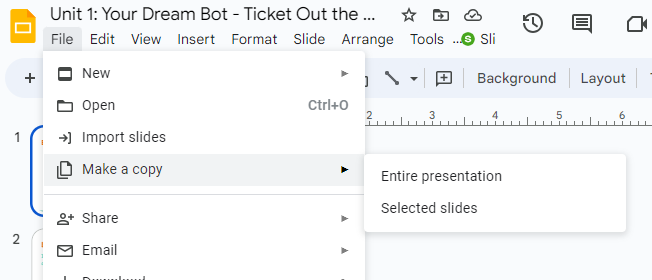 Unit 1: Your Dream Bot - Ticket Out the ...
File Edit View Insert Format Slide Arrange Tools ... S Sli
+ Background Layout
New
Open Ctrl+O
Import slides
Make a copy
Entire presentation
Selected slides
Share
Email
Download
2 3 4 5 6
1
2